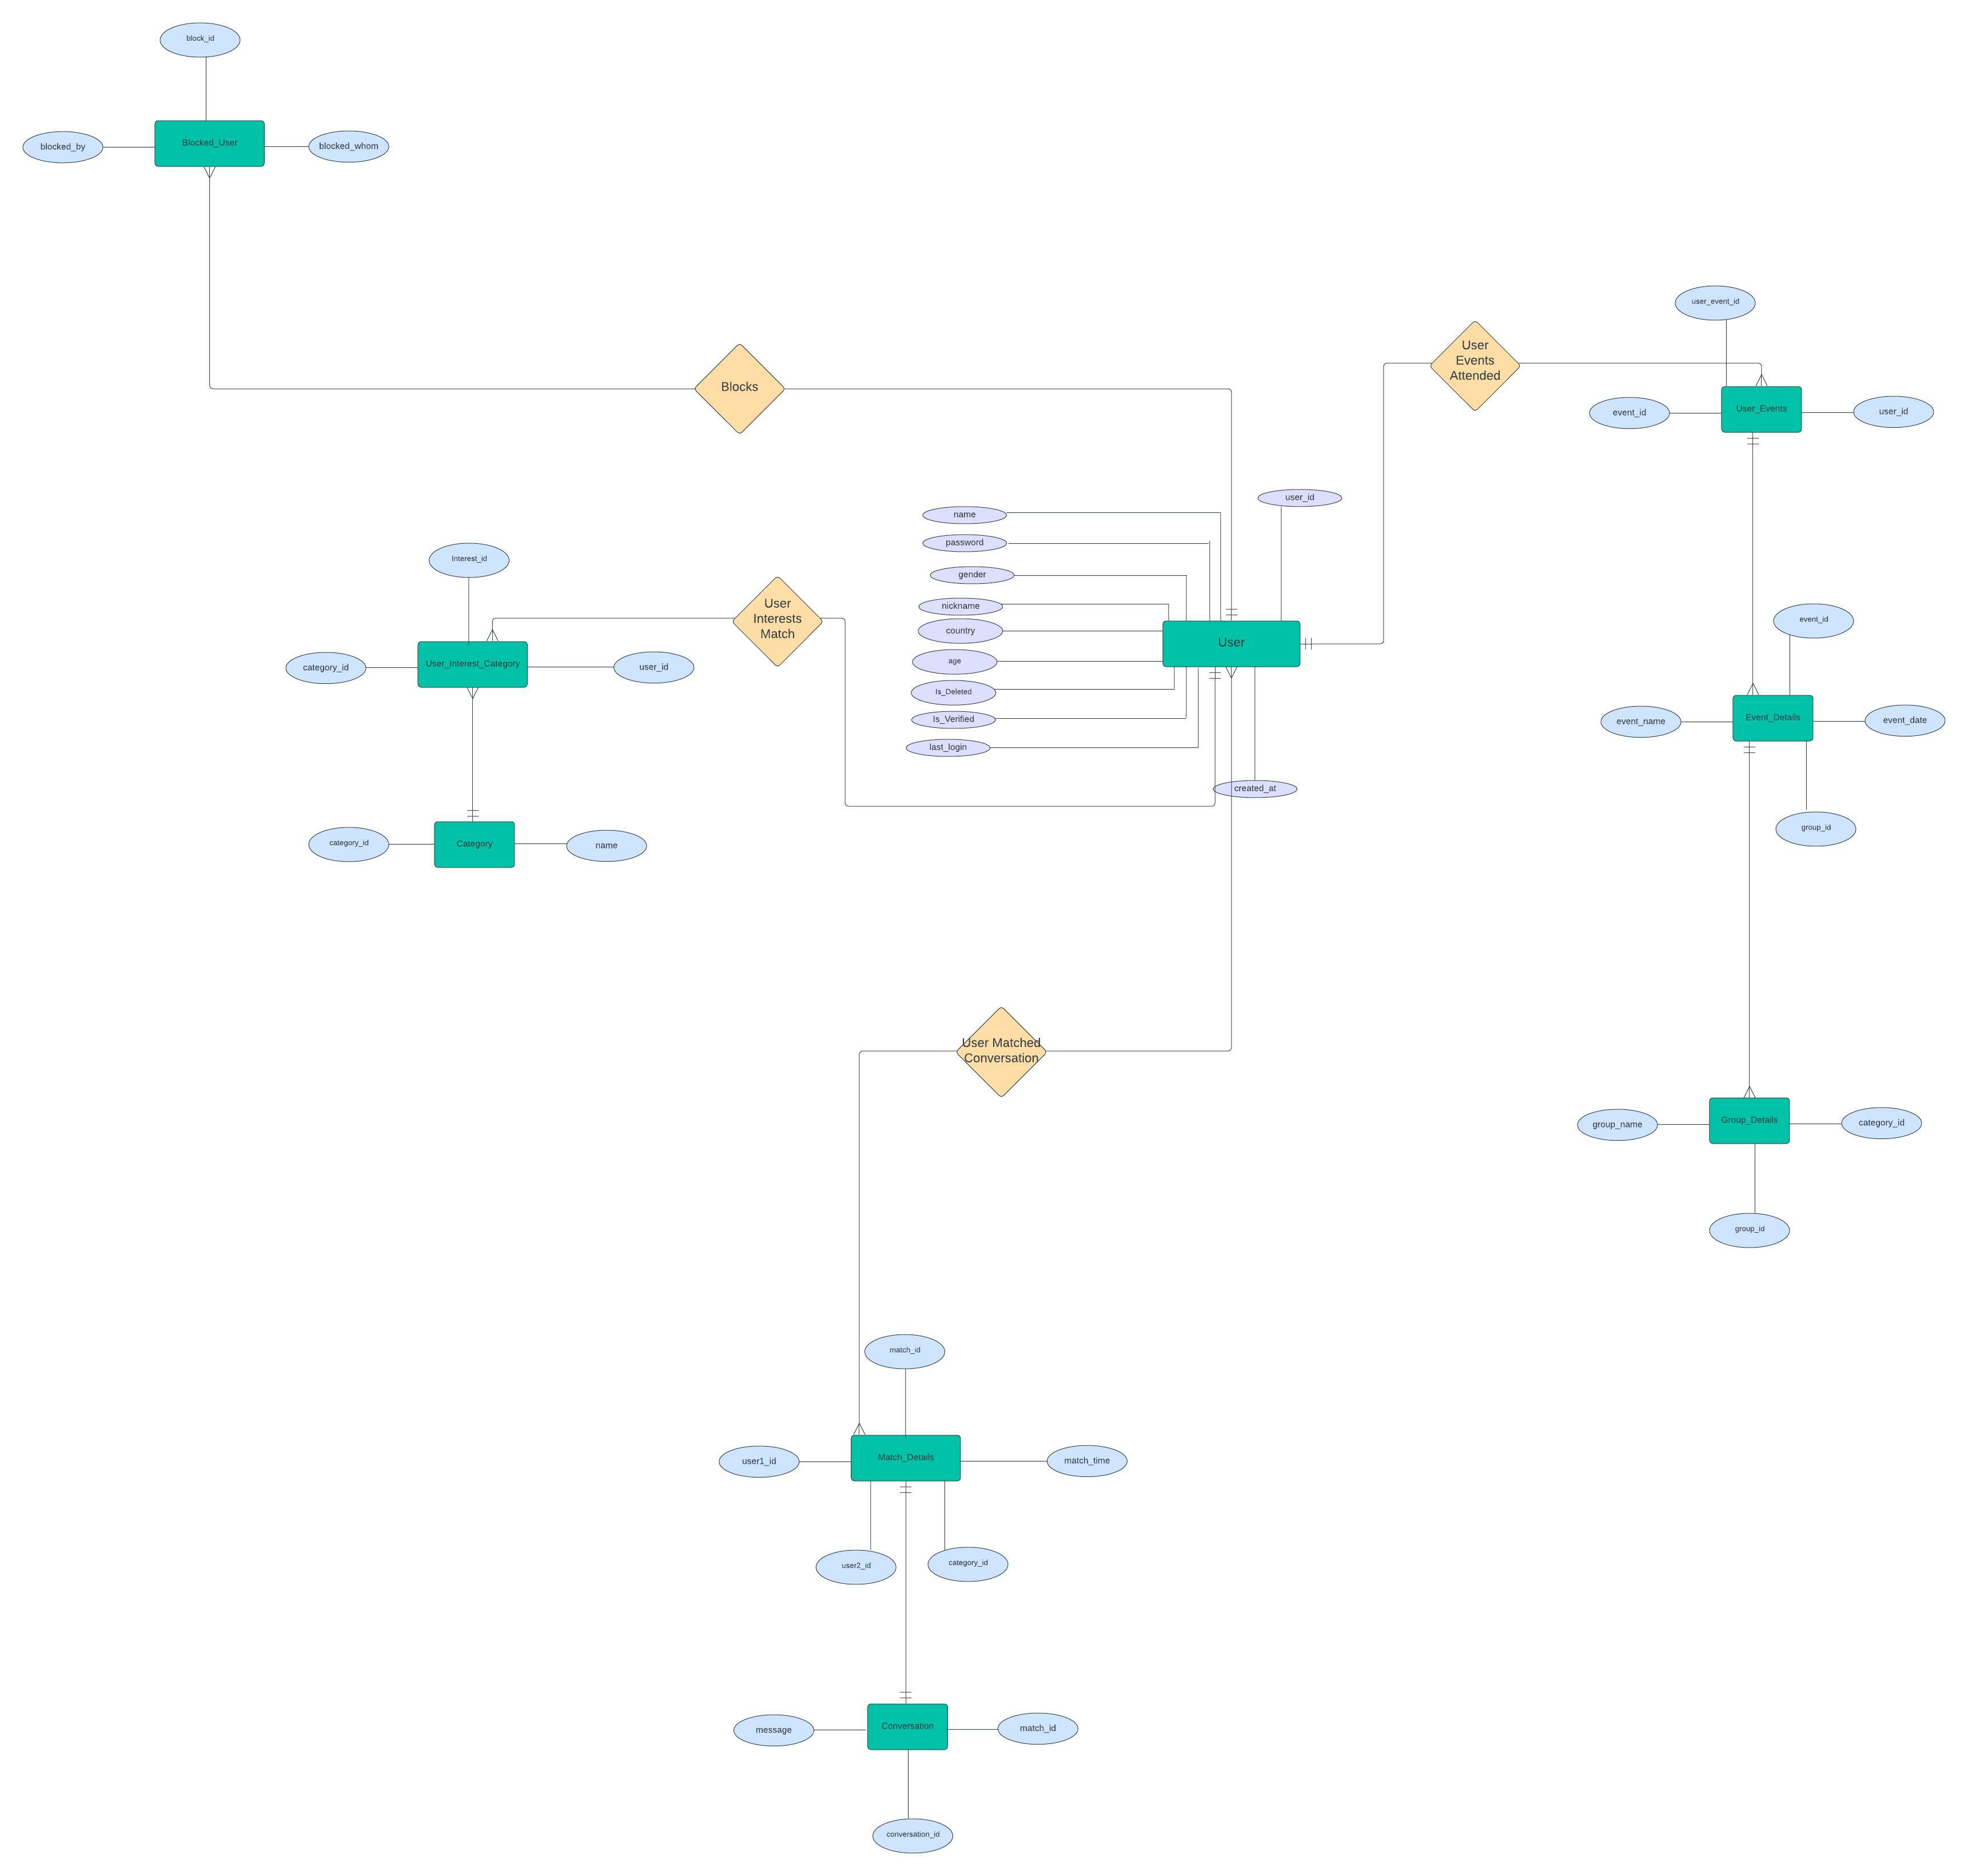 block_id
Blocked_User
blocked_by
blocked_whom
user_event_id
User
Events
Attended
Blocks
User_Events
event_id
user_id
user_id
name
password
Interest_id
gender
User
Interests
Match
nickname
event_id
country
User
User_Interest_Category
category_id
user_id
age
Is_Deleted
Is_Verified
Event_Details
event_name
event_date
last_login
created_at
group_id
category_id
Category
name
User Matched
Conversation
Group_Details
group_name
category_id
group_id
match_id
Match_Details
user1_id
match_time
user2_id
category_id
Conversation
message
match_id
conversation_id